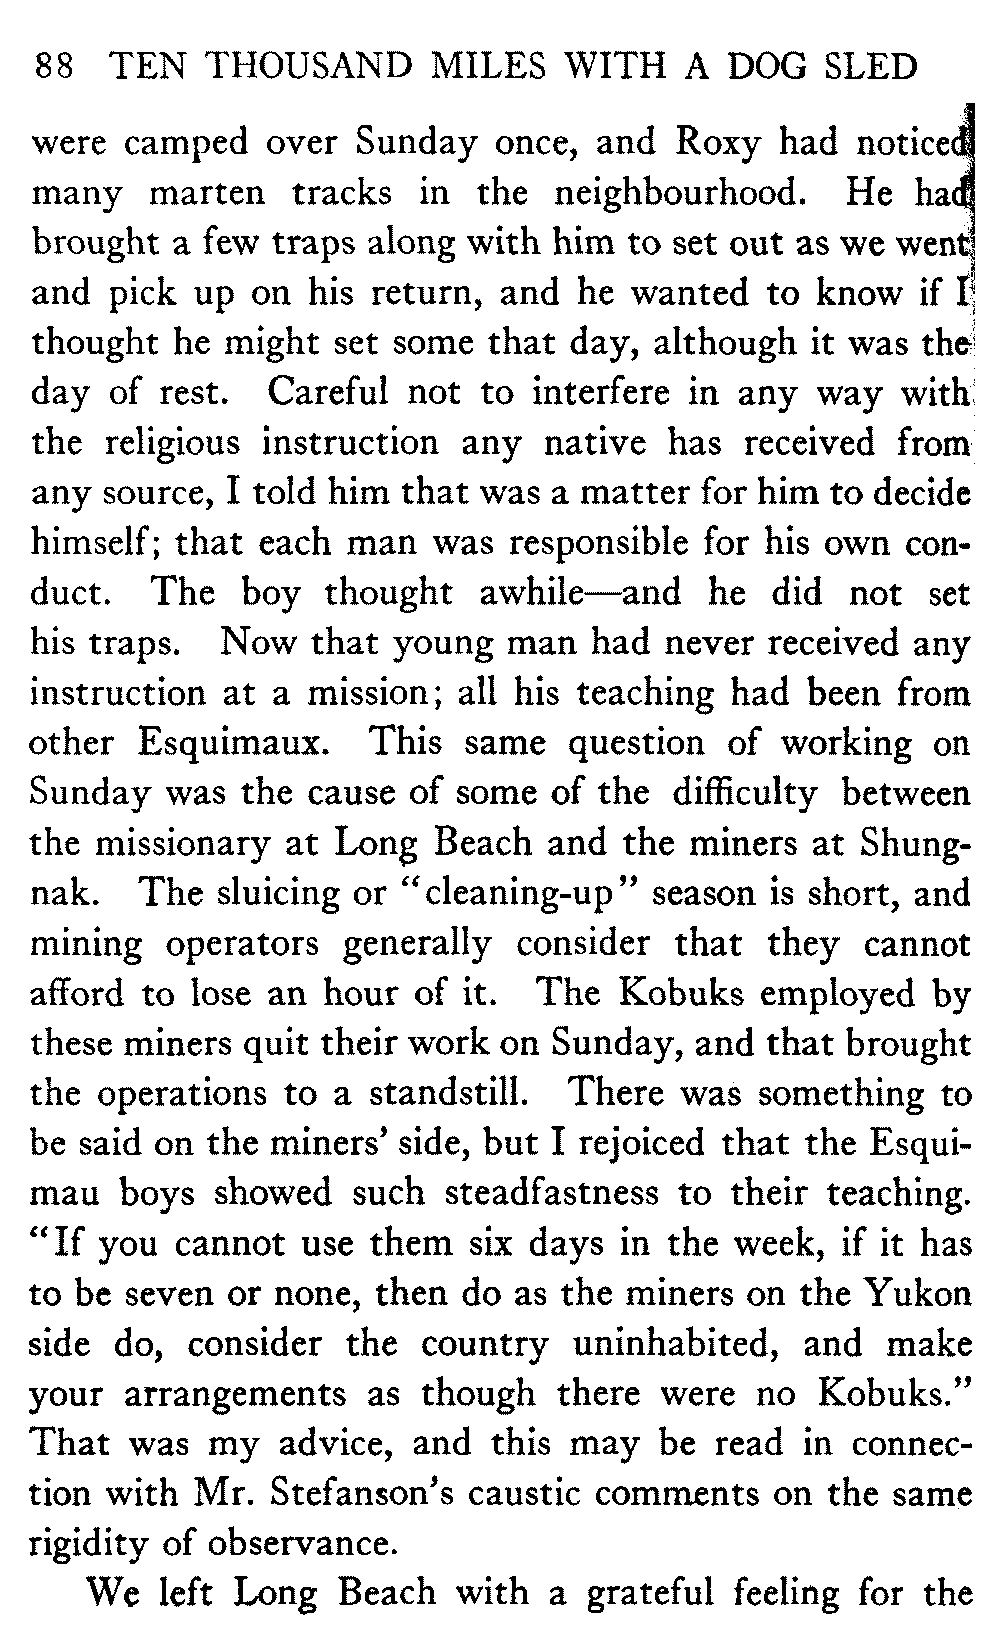 88 TEN THOUSAND MILES WITH A DOG SLED
were camped over Sunday once, and Roxy had noticed
many marten tracks in the neighbourhood. He had
brought a few traps along with him to set out as we went
and pick up on his return, and he wanted to know if I
thought he might set some that day, although it was the
day of rest. Careful not to interfere in any way with
the religious instruction any native has received from
any source, I told him that was a matter for him to decide
himself; that each man was responsible for his own con-
duct. The boy thought awhile—and he did not set
his traps. Now that young man had never received any
instruction at a mission; all his teaching had been from
other Esquimaux. This same question of working on
Sunday was the cause of some of the difficulty between
the missionary at Long Beach and the miners at Shung-
nak. The sluicing or "cleaning-up" season is short, and
mining operators generally consider that they cannot
afford to lose an hour of it. The Kobuks employed by
these miners quit their work on Sunday, and that brought
the operations to a standstill. There was something to
be said on the miners' side, but I rejoiced that the Esqui-
mau boys showed such steadfastness to their teaching.
"If you cannot use them six days in the week, if it has
to be seven or none, then do as the miners on the Yukon
side do, consider the country uninhabited, and make
your arrangements as though there were no Kobuks."
That was my advice, and this may be read in connec-
tion with Mr. Stefanson's caustic comments on the same
rigidity of observance.
We left Long Beach with a grateful feeling for the